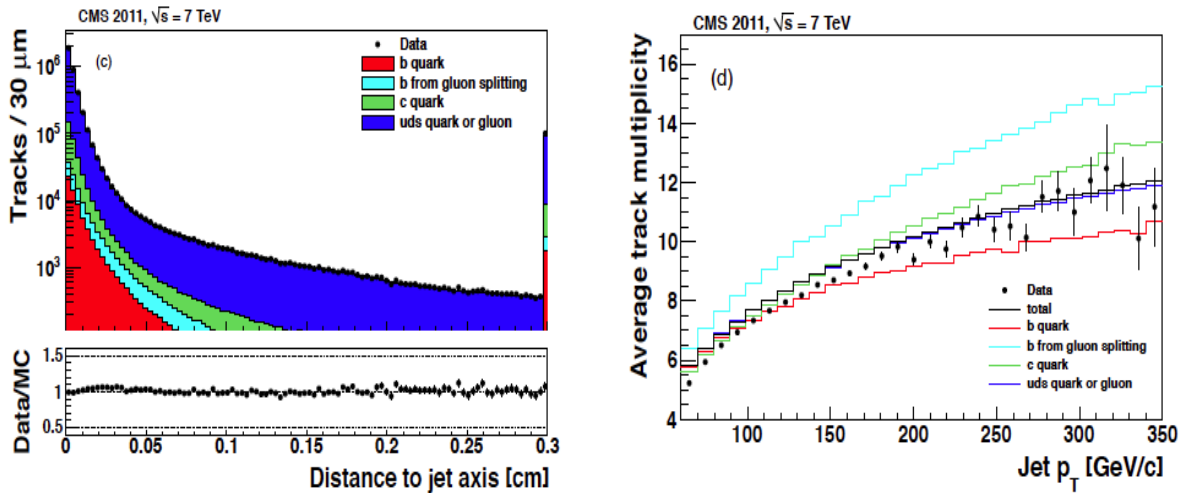 CMS 2011, √s = 7 TeV
(c)
Data
b quark
b from gluon splitting
c quark
uds quark or gluon
Tracks / 30 μm
10⁶
10⁵
10⁴
10³
Data/MC
1.5
1
0.5
0 0.05 0.1 0.15 0.2 0.25 0.3
Distance to jet axis [cm]
CMS 2011, √s = 7 TeV
(d)
Average track multiplicity
16
14
12
10
8
6
4
Data
total
b quark
b from gluon splitting
c quark
uds quark or gluon
100 150 200 250 300 350
Jet p_T [GeV/c]